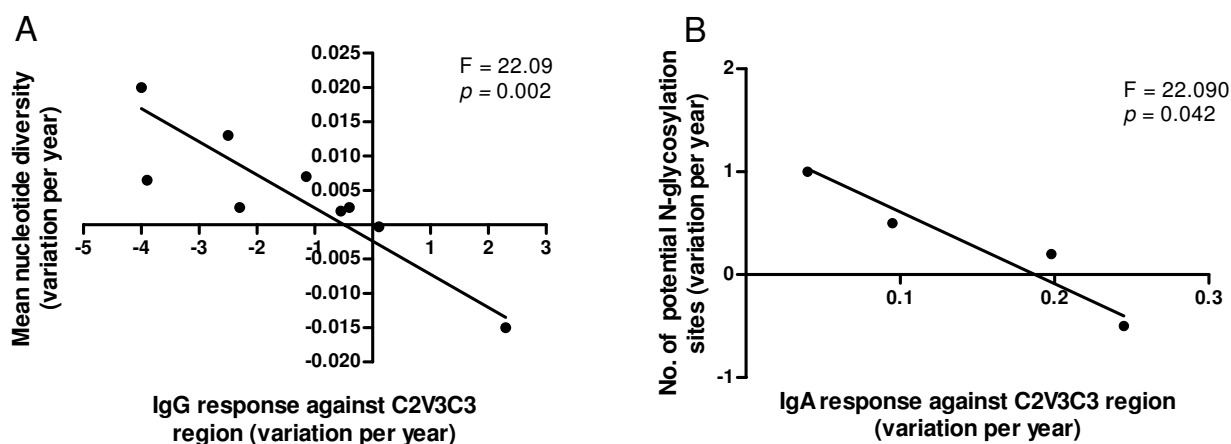 A
Mean nucleotide diversity
(variation per year)
0.025
0.020
0.015
0.010
0.005
-0.005
-0.010
-0.015
-0.020
-5
-4
-3
-2
-1
1
2
3
F = 22.09
p = 0.002
IgG response against C2V3C3
region (variation per year)
B
No. of potential N-glycosylation
sites (variation per year)
2
1
0
-1
0.1
0.2
0.3
F = 22.090
p = 0.042
IgA response against C2V3C3 region
(variation per year)